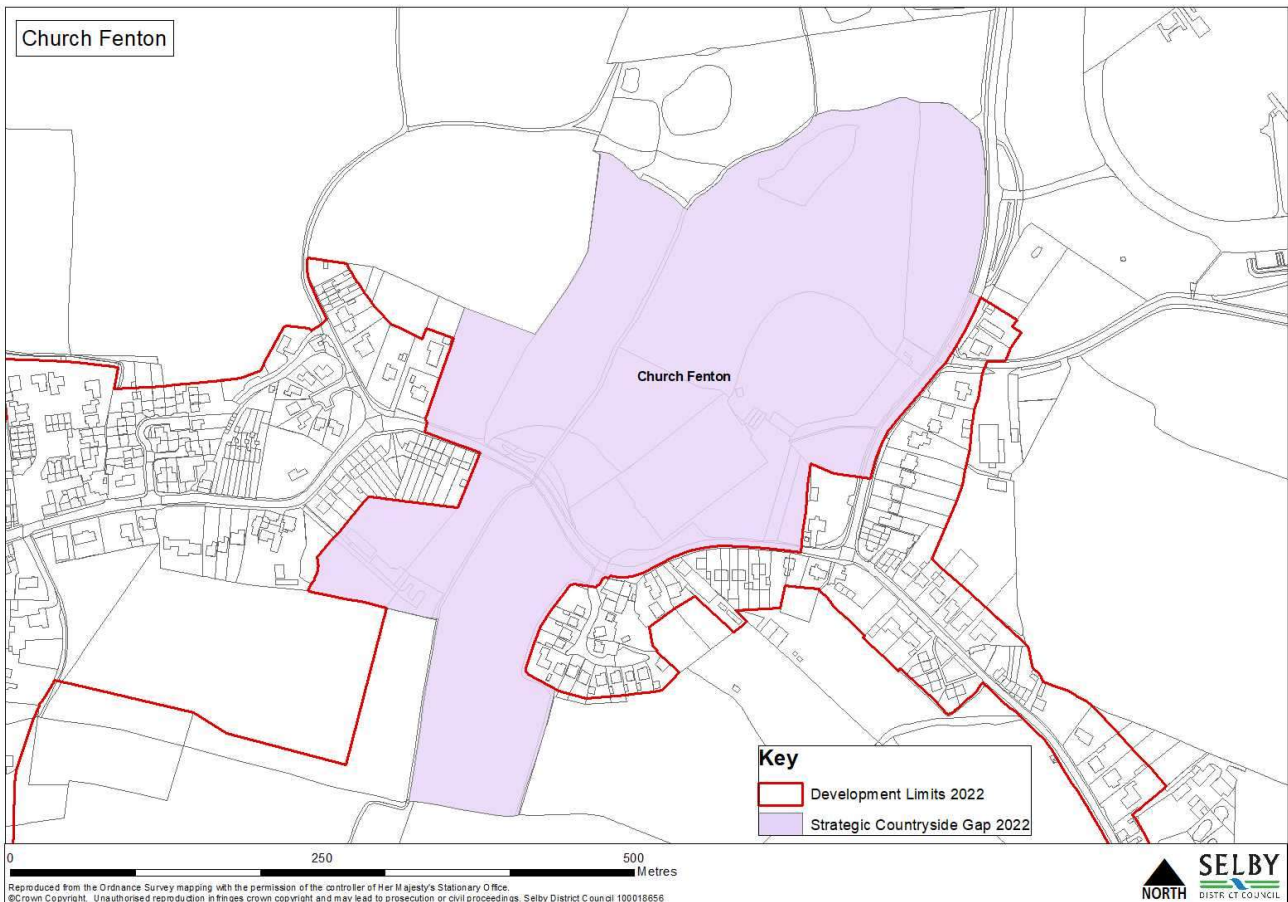 Church Fenton
Church Fenton
Key
Development Limits 2022
Strategic Countryside Gap 2022
0 250 500
Metres
Reproduced from the Ordnance Survey mapping with the permission of the controller of Her Majesty's Stationary Office.
©Crown Copyright. Unauthorised reproduction infringes crown copyright and may lead to prosecution or civil proceedings. Selby District Council 100018656
NORTH
SELBY
DISTRICT COUNCIL